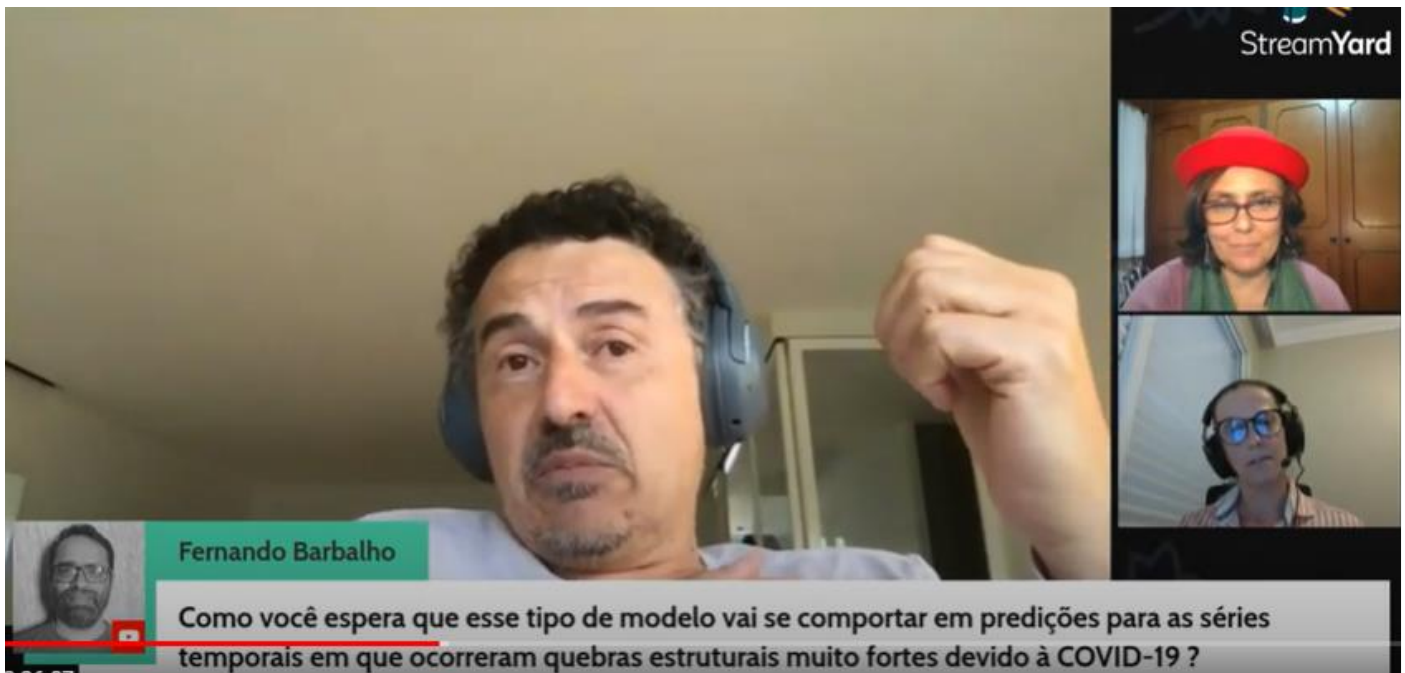 StreamYard
Fernando Barbalho
Como você espera que esse tipo de modelo vai se comportar em predições para as séries
temporais em que ocorreram quebras estruturais muito fortes devido à COVID-19 ?